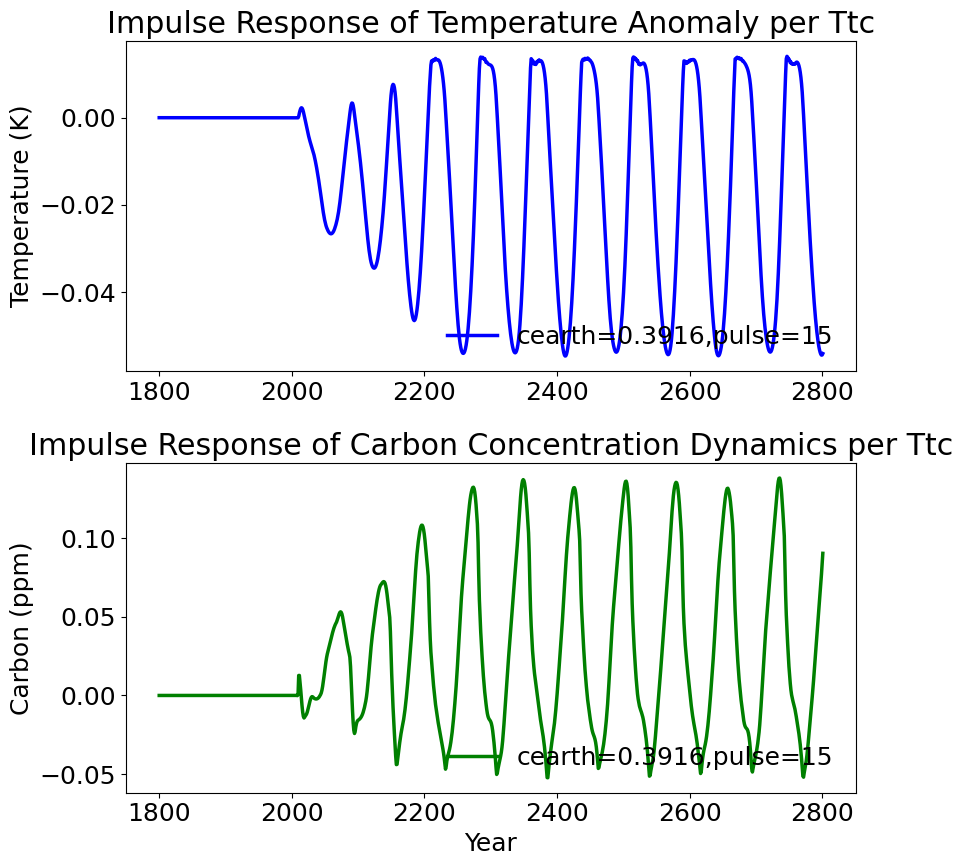 Impulse Response of Temperature Anomaly per Ttc
Temperature (K)
0.00
−0.02
−0.04
cearth=0.3916,pulse=15
1800 2000 2200 2400 2600 2800
Impulse Response of Carbon Concentration Dynamics per Ttc
Carbon (ppm)
0.10
0.05
0.00
−0.05
cearth=0.3916,pulse=15
1800 2000 2200 2400 2600 2800
Year